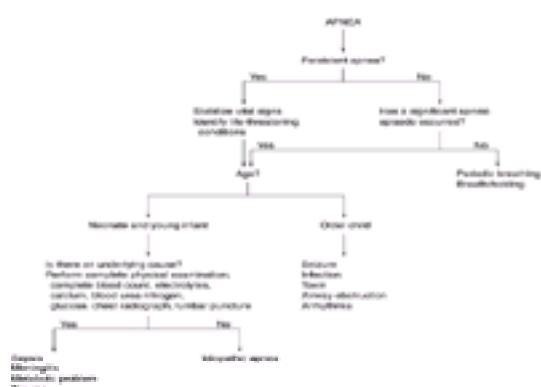 APNEA
Persistent apnea?
Yes
No
Stabilize vital signs
Identify life-threatening
conditions
Has a significant apneic
episode occurred?
Yes
No
Age?
Periodic breathing
Breathholding
Neonate and young infant
Older child
Is there an underlying cause?
Perform complete physical examination,
complete blood count, electrolytes,
calcium, blood urea nitrogen,
glucose, chest radiograph, lumbar puncture
Seizure
Infection
Toxin
Airway obstruction
Arrhythmia
Yes
No
Sepsis
Meningitis
Metabolic problem
Idiopathic apnea